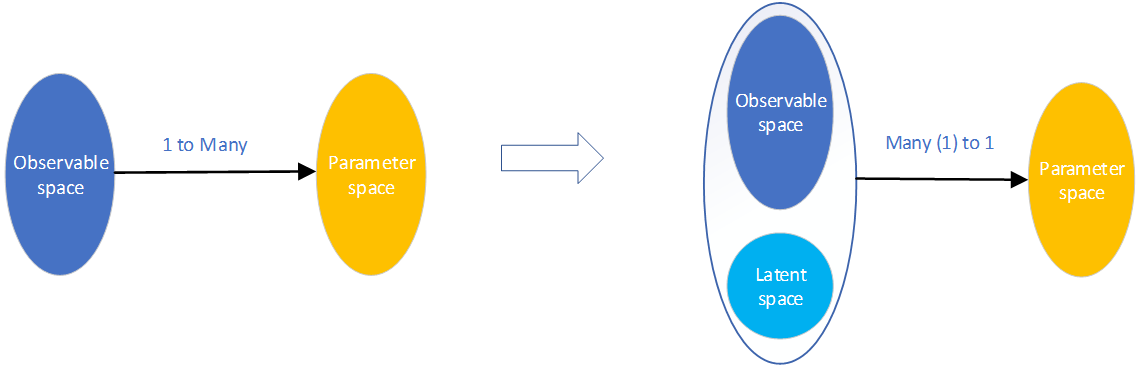 Observable
space
1 to Many
Parameter
space
Observable
space
Latent
space
Many (1) to 1
Parameter
space